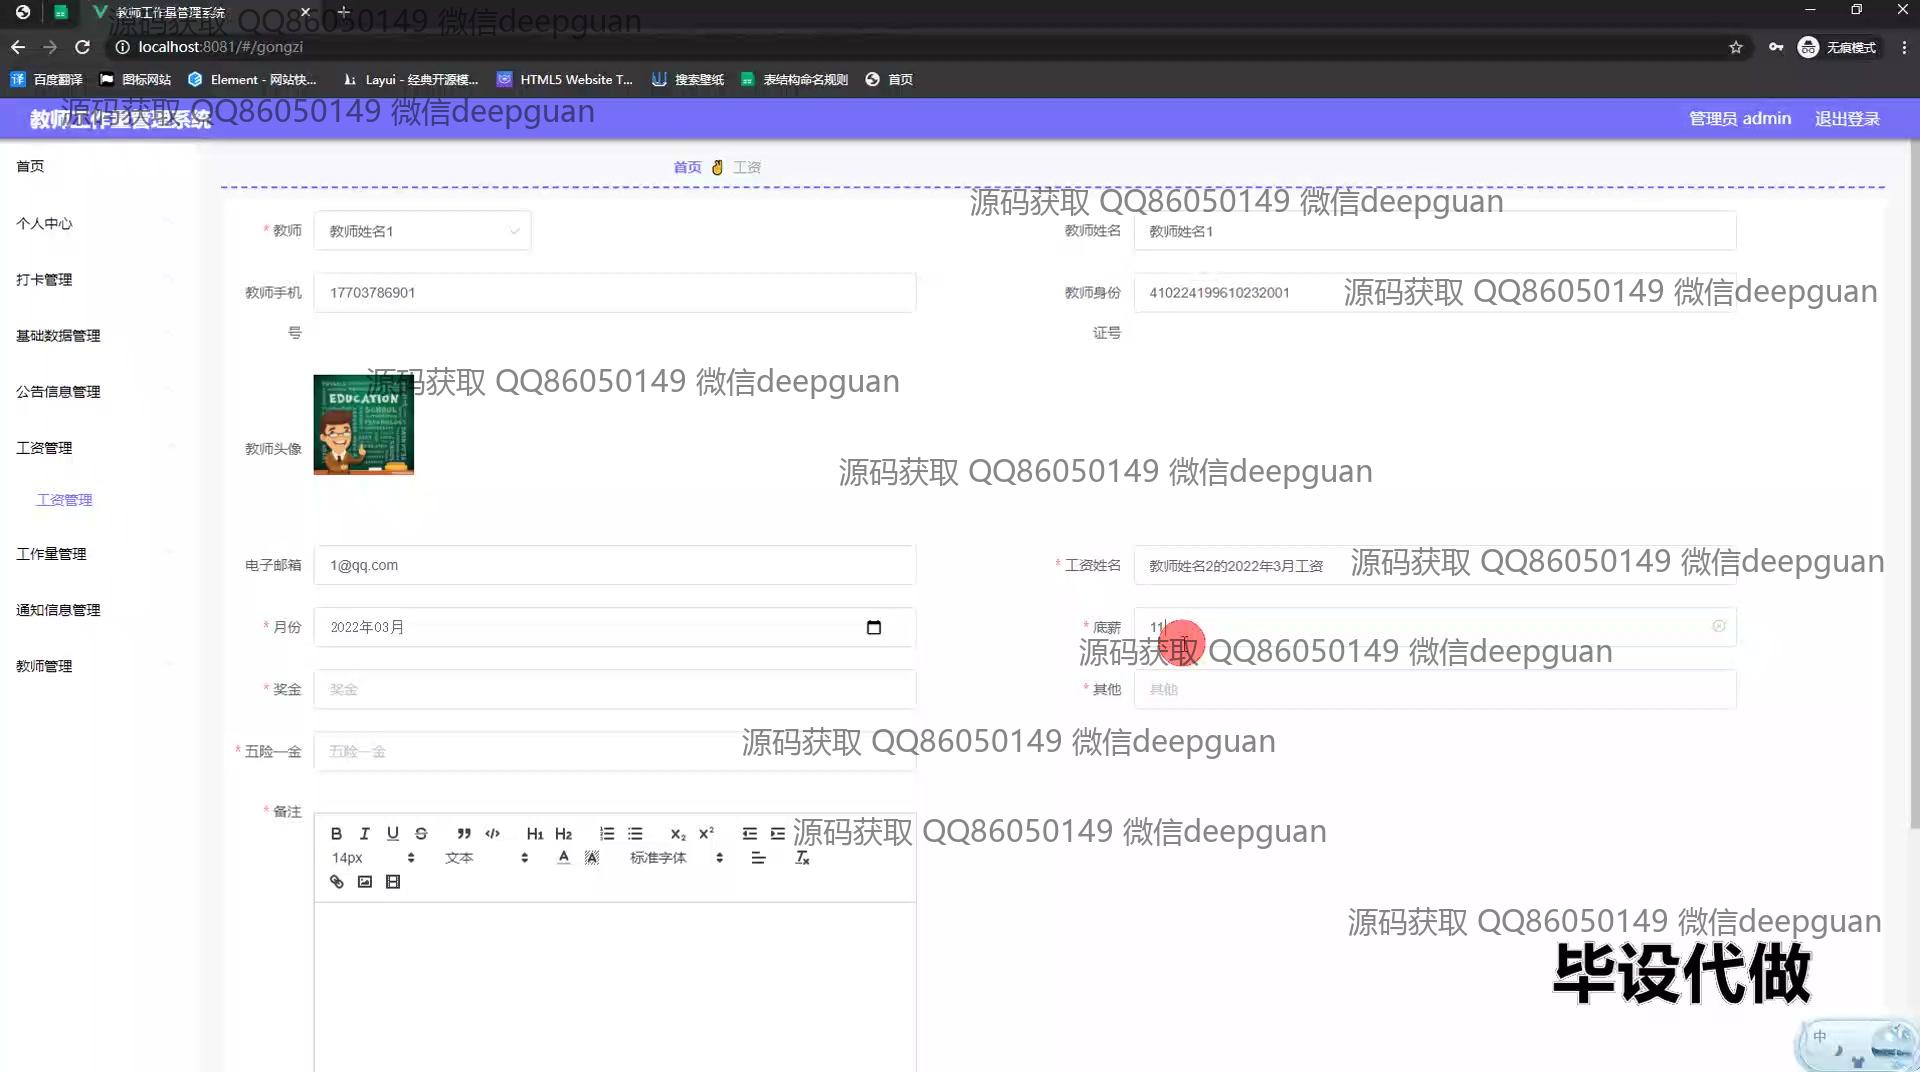 教师工作量管理系统
源码获取 QQ86050149 微信deepguan
localhost:8081/#/gongzi
无痕模式
百度翻译 图标网站 Element - 网站快... Layui - 经典开源模... HTML5 Website T... 搜索壁纸 表结构命名规则 首页
教师工作量管理系统
源码获取 QQ86050149 微信deepguan
管理员 admin 退出登录
首页
个人中心
打卡管理
基础数据管理
公告信息管理
工资管理
工资管理
工作量管理
通知信息管理
教师管理
首页 工资
源码获取 QQ86050149 微信deepguan
* 教师 教师姓名1
教师姓名 教师姓名1
教师手机号 17703786901
教师身份证号 410224199610232001
源码获取 QQ86050149 微信deepguan
源码获取 QQ86050149 微信deepguan
教师头像
EDUCATION
SCHOOL
源码获取 QQ86050149 微信deepguan
电子邮箱 1@qq.com
* 工资姓名 教师姓名2的2022年3月工资
源码获取 QQ86050149 微信deepguan
* 月份 2022年03月
* 底薪 11
源码获取 QQ86050149 微信deepguan
* 奖金 奖金
* 其他 其他
* 五险一金 五险一金
源码获取 QQ86050149 微信deepguan
* 备注
B I U S H1 H2 X2 X2
源码获取 QQ86050149 微信deepguan
14px 文本 A A 标准字体 Tx
源码获取 QQ86050149 微信deepguan
毕设代做
中